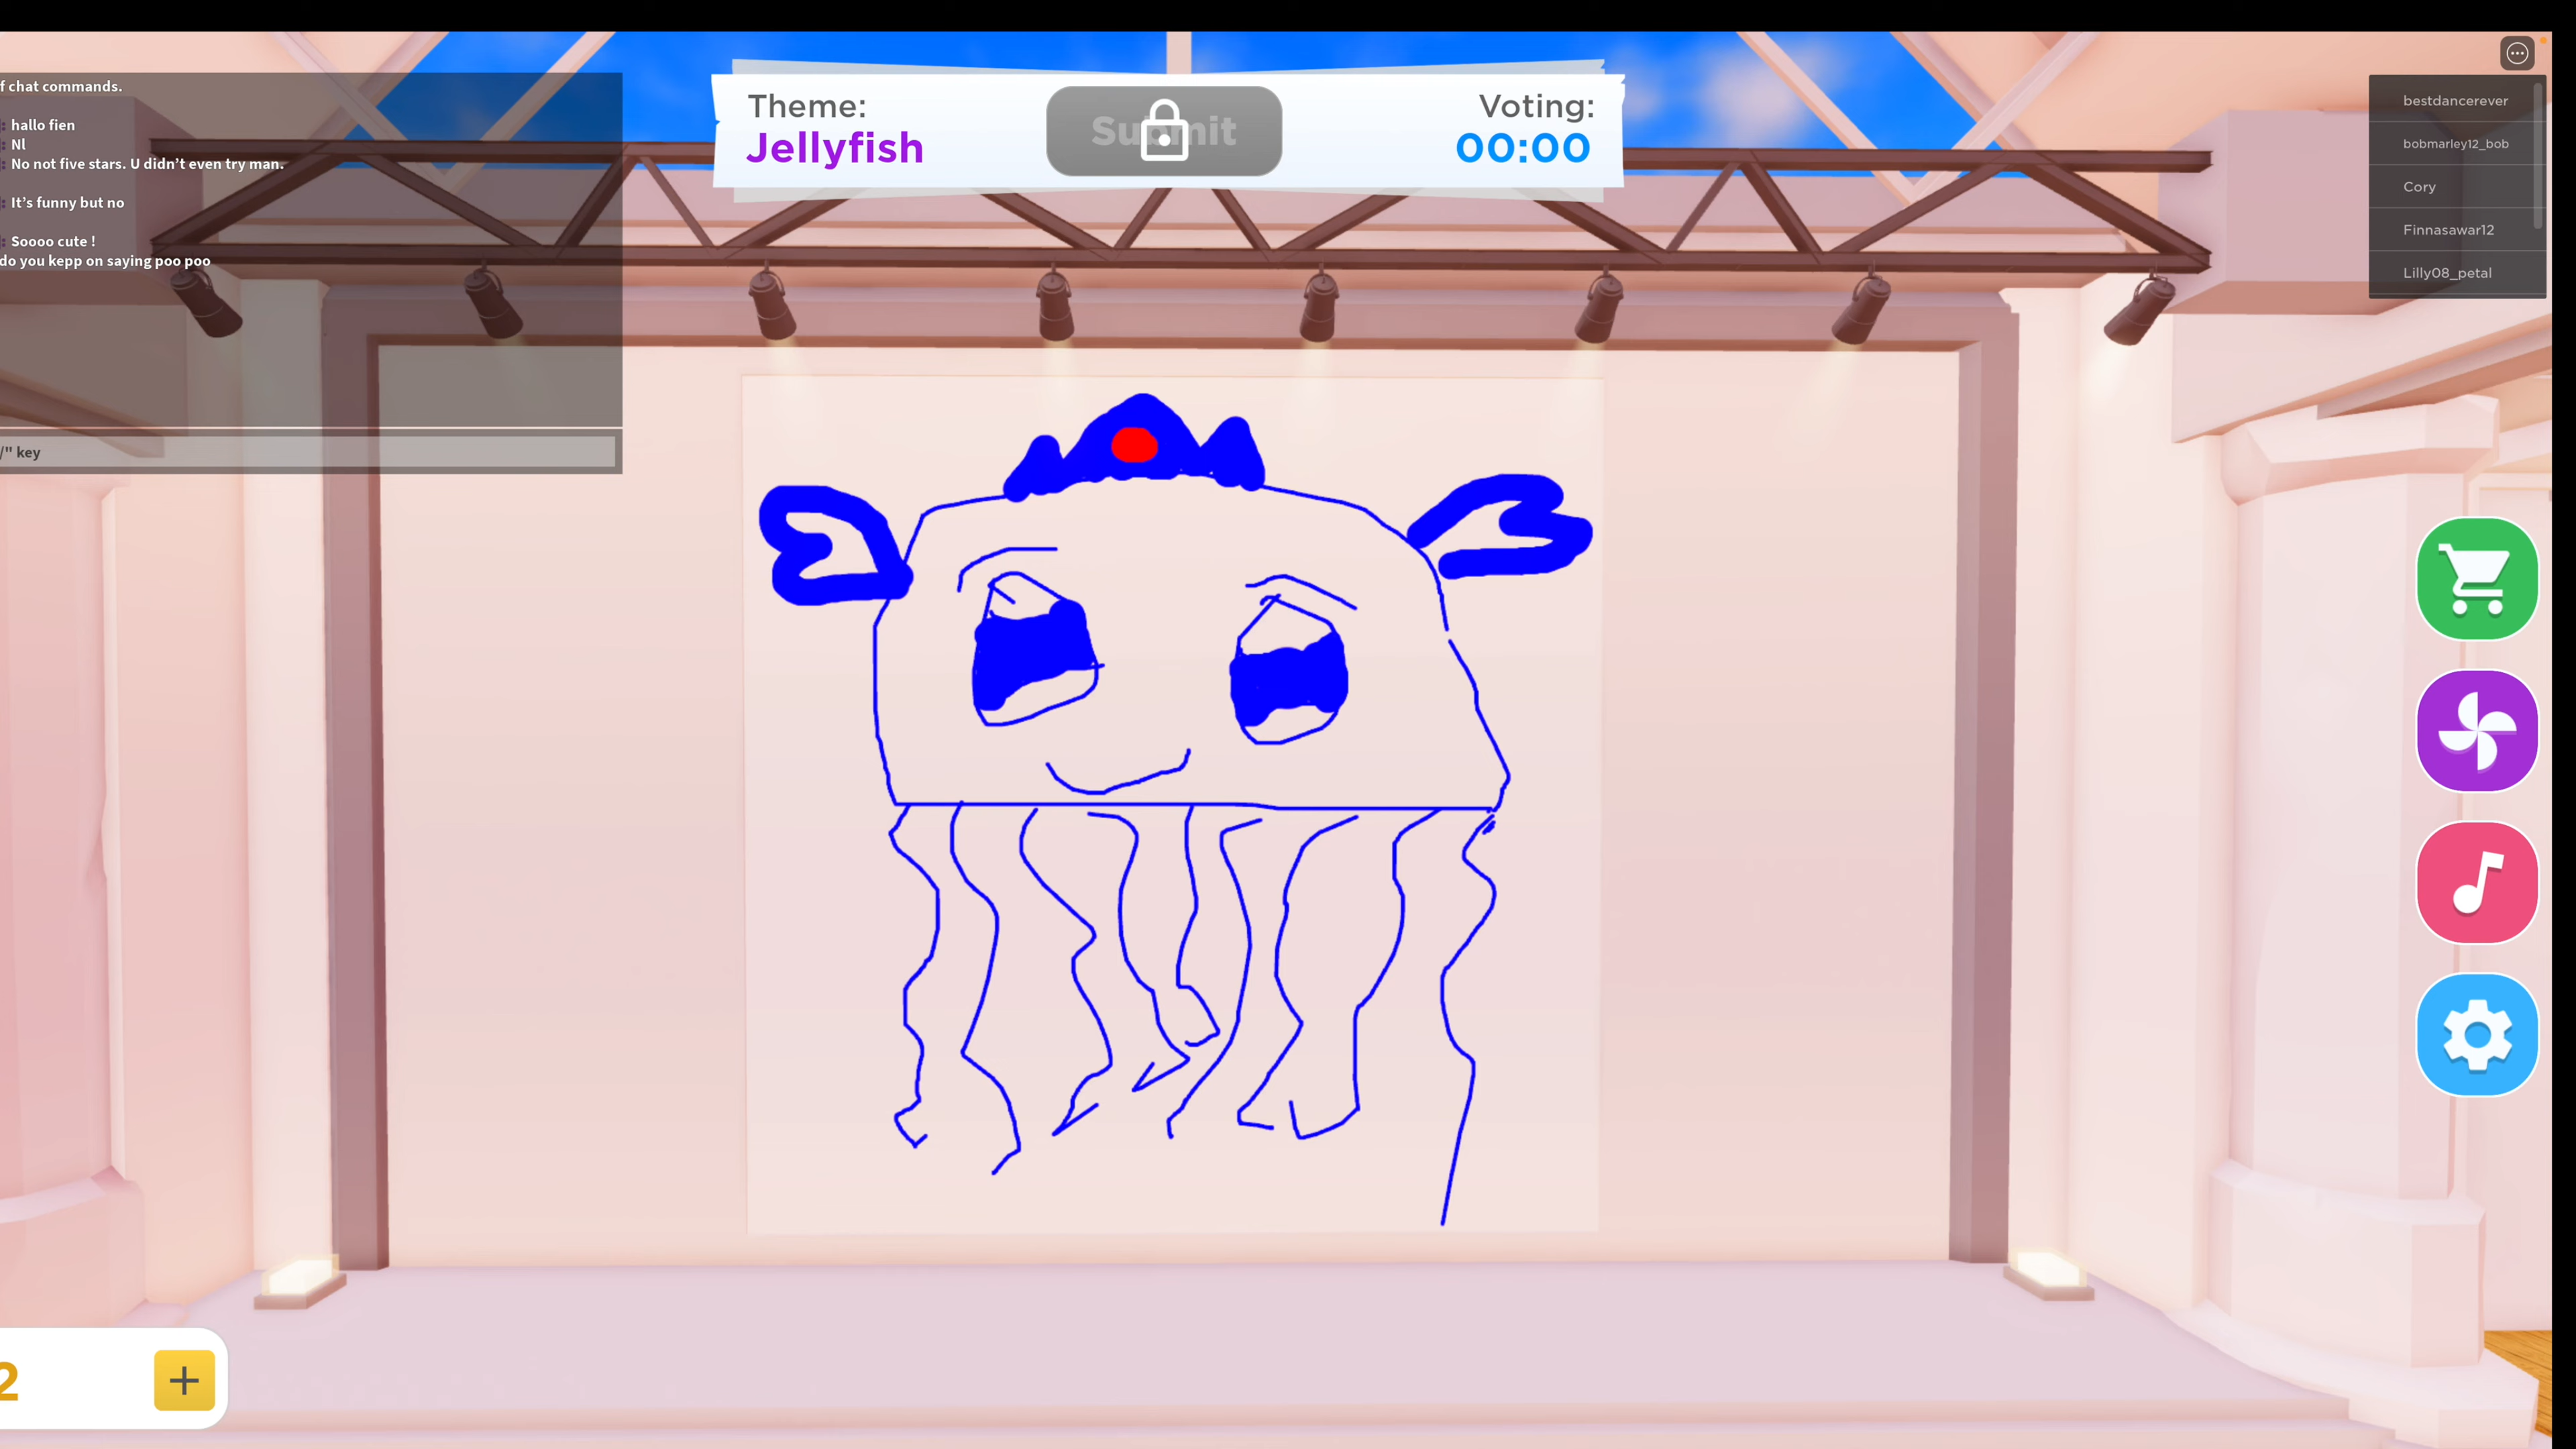 f chat commands.
: hallo fien
: Nl
: No not five stars. U didn't even try man.
: It's funny but no
: Soooo cute !
do you kepp on saying poo poo
/" key
Theme:
Jellyfish
Submit
Voting:
00:00
bestdancerever
bobmarley12_bob
Cory
Finnasawar12
Lilly08_petal
2
+